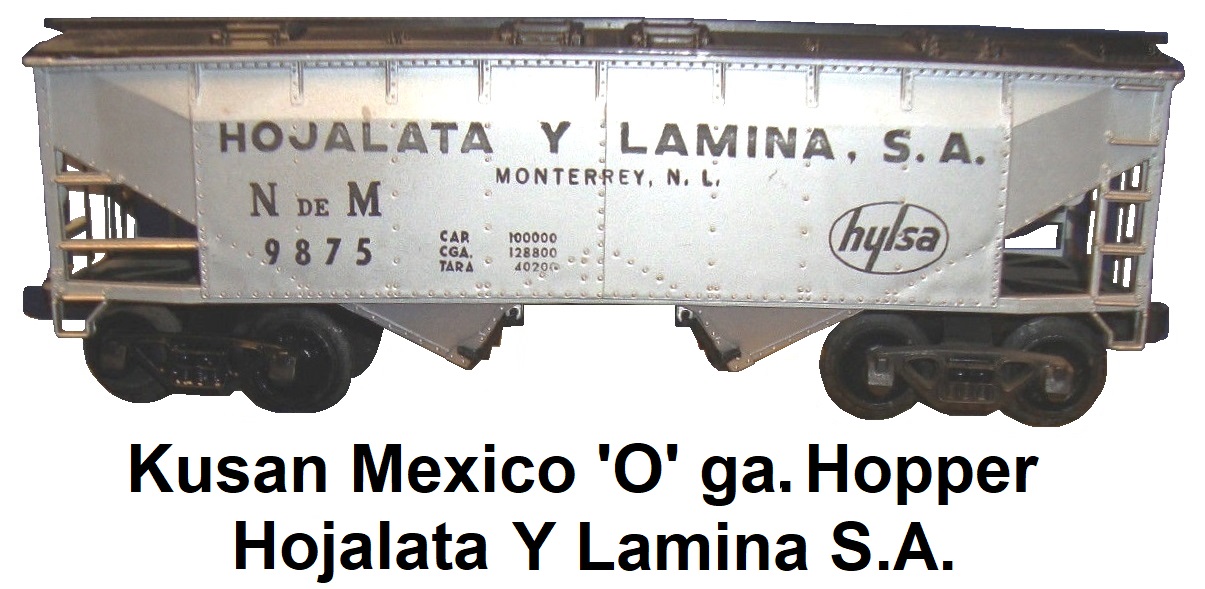 HOJALATA Y LAMINA, S. A.
MONTERREY, N. L.
N DE M
9875
CAR 100000
CGA. 128800
TARA 40200
hylsa
Kusan Mexico 'O' ga. Hopper
Hojalata Y Lamina S.A.